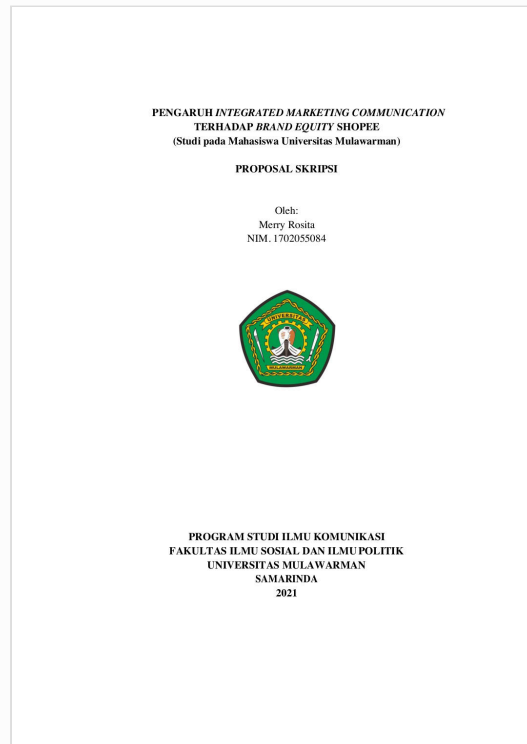 PENGARUH INTEGRATED MARKETING COMMUNICATION
TERHADAP BRAND EQUITY SHOPEE
(Studi pada Mahasiswa Universitas Mulawarman)
PROPOSAL SKRIPSI
Oleh:
Merry Rosita
NIM. 1702055084
UNIVERSITAS
MULAWARMAN
PROGRAM STUDI ILMU KOMUNIKASI
FAKULTAS ILMU SOSIAL DAN ILMU POLITIK
UNIVERSITAS MULAWARMAN
SAMARINDA
2021